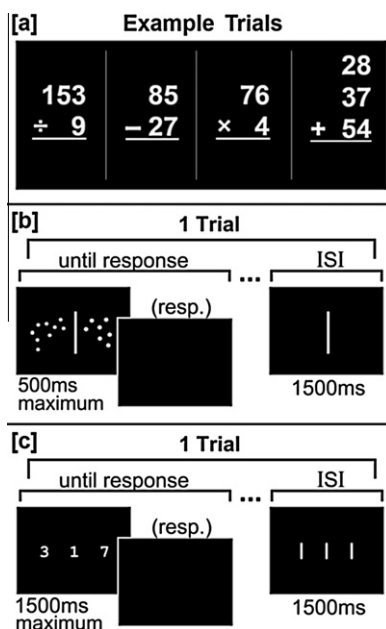 [a] Example Trials
153 85 76 28
÷ 9 – 27 × 4 37
+ 54
[b]
1 Trial
until response ... ISI
(resp.)
500ms
maximum
1500ms
[c]
1 Trial
until response ... ISI
(resp.)
3 1 7
1500ms
maximum
1500ms